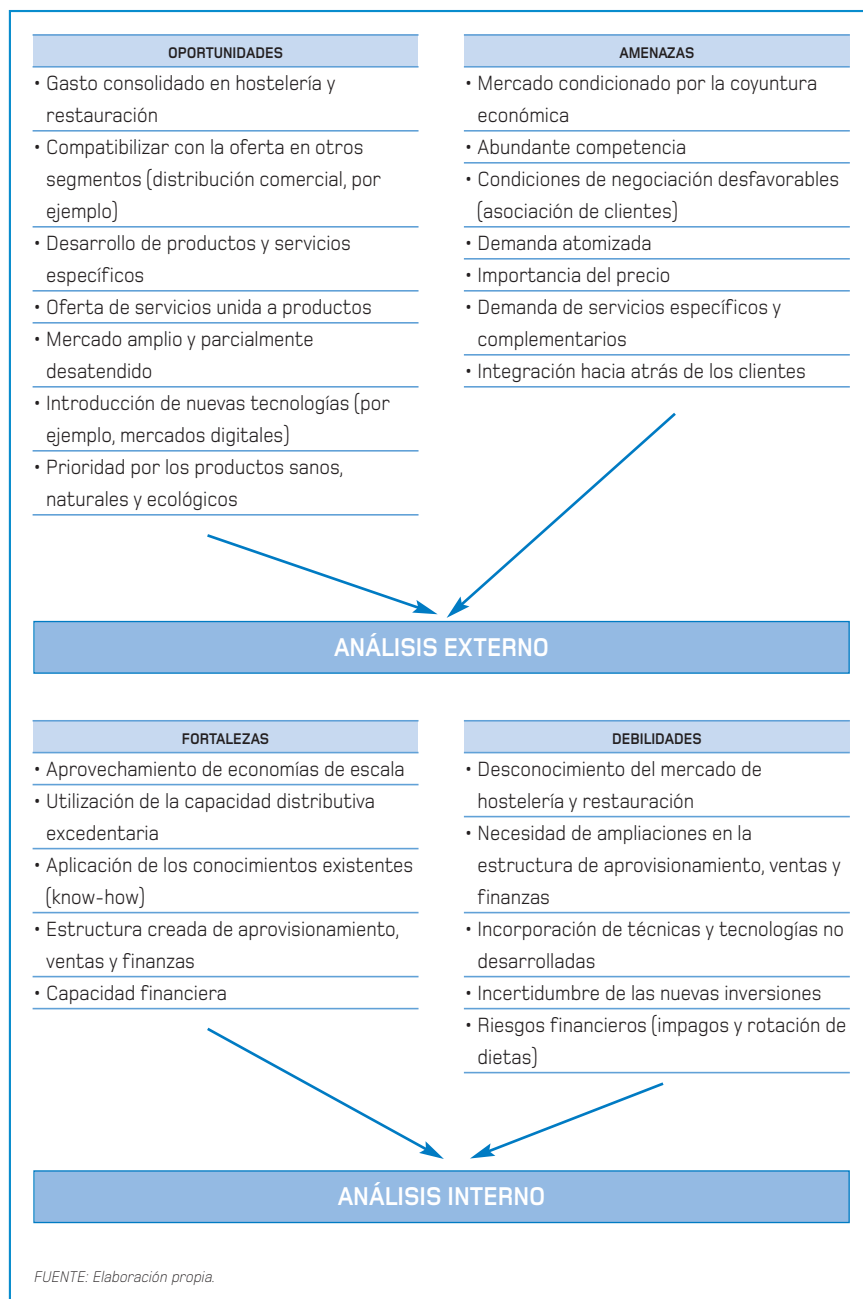 OPORTUNIDADES
• Gasto consolidado en hostelería y
restauración
• Compatibilizar con la oferta en otros
segmentos (distribución comercial, por
ejemplo)
• Desarrollo de productos y servicios
específicos
• Oferta de servicios unida a productos
• Mercado amplio y parcialmente
desatendido
• Introducción de nuevas tecnologías (por
ejemplo, mercados digitales)
• Prioridad por los productos sanos,
naturales y ecológicos
AMENAZAS
• Mercado condicionado por la coyuntura
económica
• Abundante competencia
• Condiciones de negociación desfavorables
(asociación de clientes)
• Demanda atomizada
• Importancia del precio
• Demanda de servicios específicos y
complementarios
• Integración hacia atrás de los clientes
ANÁLISIS EXTERNO
FORTALEZAS
• Aprovechamiento de economías de escala
• Utilización de la capacidad distributiva
excedentaria
• Aplicación de los conocimientos existentes
(know-how)
• Estructura creada de aprovisionamiento,
ventas y finanzas
• Capacidad financiera
DEBILIDADES
• Desconocimiento del mercado de
hostelería y restauración
• Necesidad de ampliaciones en la
estructura de aprovisionamiento, ventas y
finanzas
• Incorporación de técnicas y tecnologías no
desarrolladas
• Incertidumbre de las nuevas inversiones
• Riesgos financieros (impagos y rotación de
dietas)
ANÁLISIS INTERNO
FUENTE: Elaboración propia.